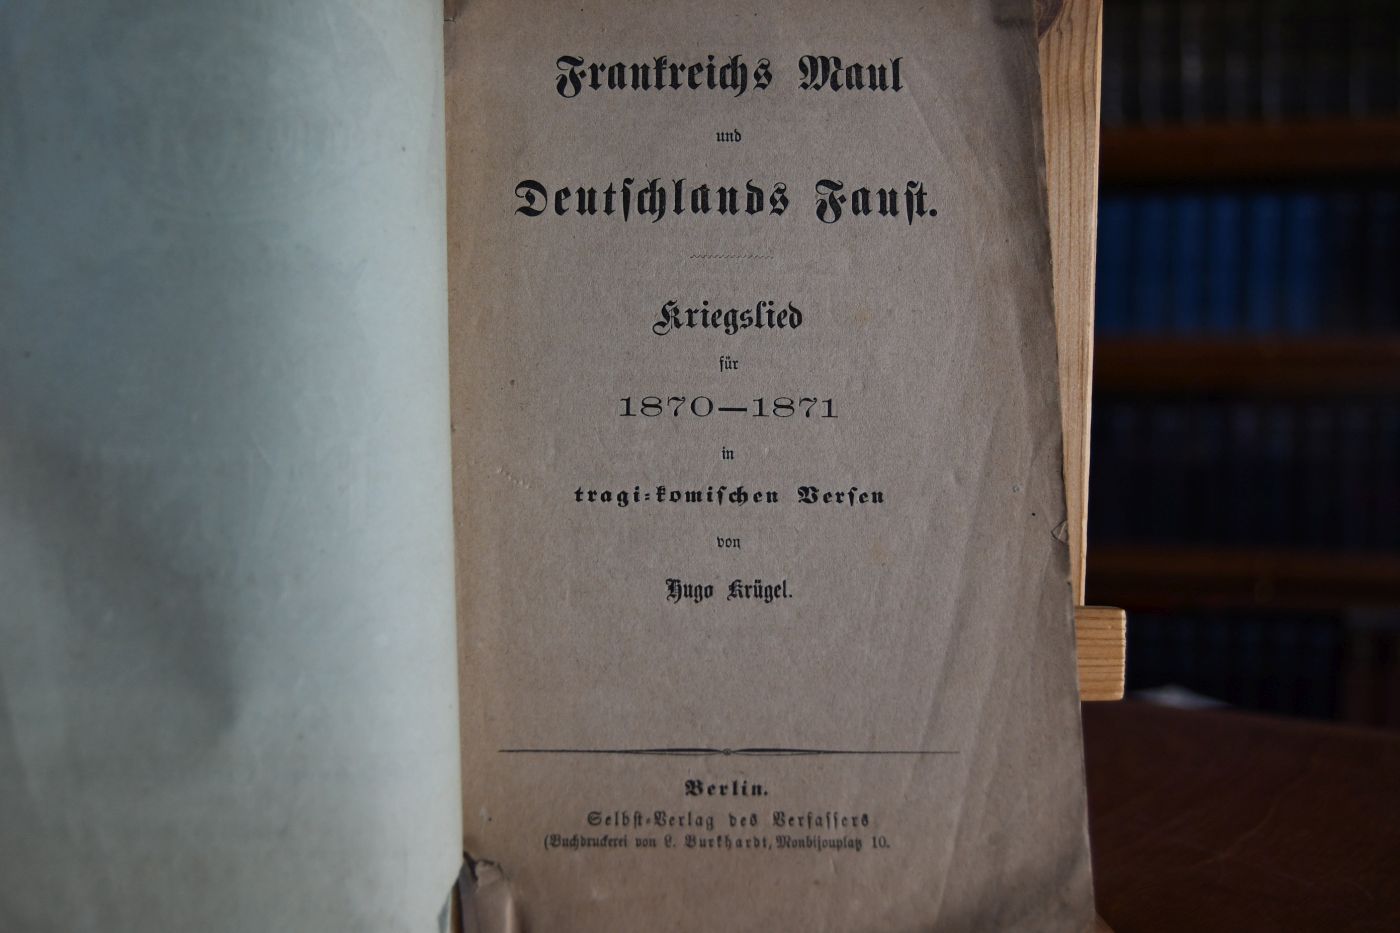 Frankreichs Maul
und
Deutſchlands Fauſt.
Kriegslied
für
1870—1871
in
tragi-komiſchen Verſen
von
Hugo Krügel.
Berlin.
Selbſt-Verlag des Verfaſſers
(Buchdruckerei von L. Burkhardt, Monbijouplatz 10.